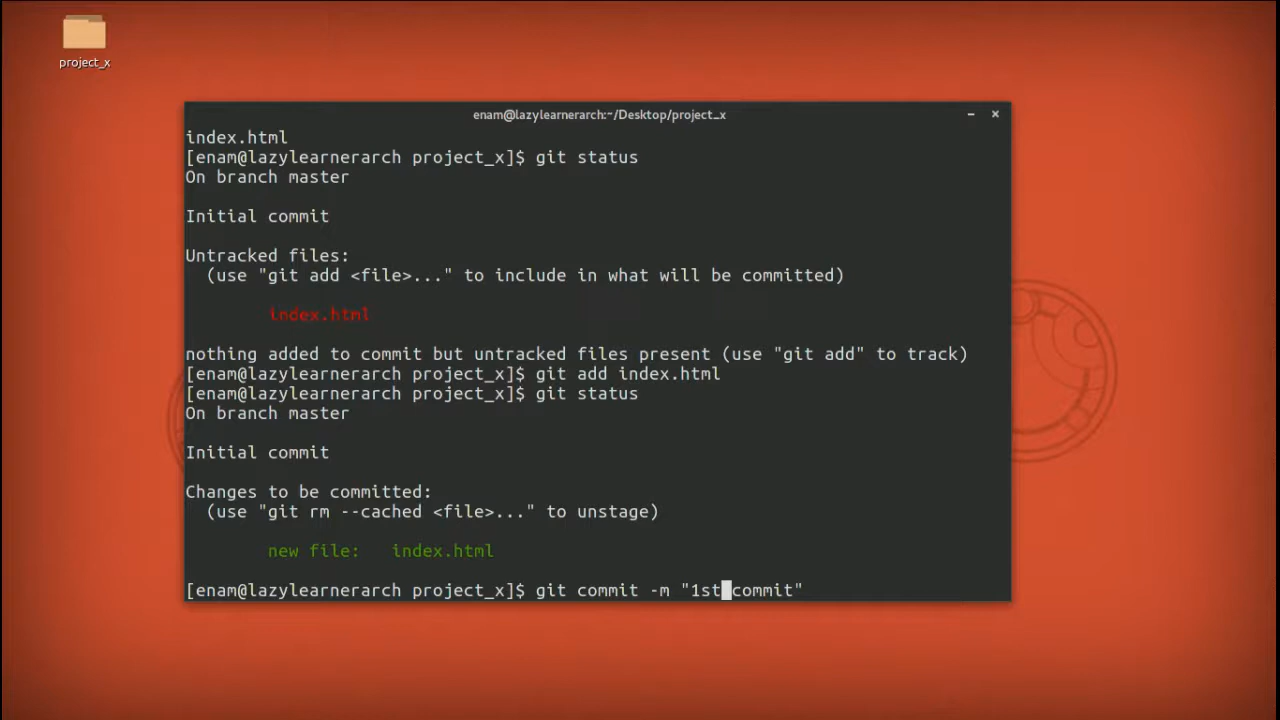 project_x
enam@lazylearnerarch:~/Desktop/project_x
index.html
[enam@lazylearnerarch project_x]$ git status
On branch master
Initial commit
Untracked files:
(use "git add <file>..." to include in what will be committed)
index.html
nothing added to commit but untracked files present (use "git add" to track)
[enam@lazylearnerarch project_x]$ git add index.html
[enam@lazylearnerarch project_x]$ git status
On branch master
Initial commit
Changes to be committed:
(use "git rm --cached <file>..." to unstage)
new file:   index.html
[enam@lazylearnerarch project_x]$ git commit -m "1st commit"